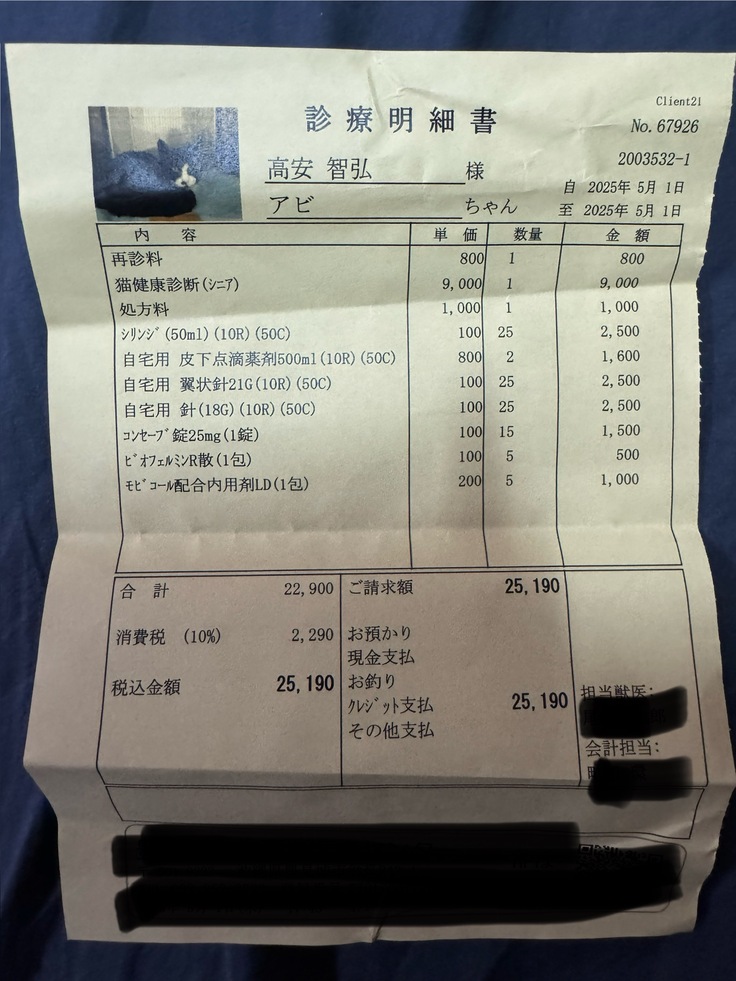 Client21
診療明細書
No. 67926
2003532-1
高安 智弘 様
自 2025年 5月 1日
アビ ちゃん
至 2025年 5月 1日
内 容 単 価 数量 金 額
再診料 800 1 800
猫健康診断(ｼﾆｱ) 9,000 1 9,000
処方料 1,000 1 1,000
ｼﾘﾝｼﾞ(50ml)(10R)(50C) 100 25 2,500
自宅用 皮下点滴薬剤500ml(10R)(50C) 800 2 1,600
自宅用 翼状針21G(10R)(50C) 100 25 2,500
自宅用 針(18G)(10R)(50C) 100 25 2,500
ｺﾝｾｰﾌﾞ錠25mg(1錠) 100 15 1,500
ﾋﾞｵﾌｪﾙﾐﾝR散(1包) 100 5 500
ﾓﾋﾞｺｰﾙ配合内用剤LD(1包) 200 5 1,000
合 計 22,900
消費税 (10%) 2,290
税込金額 25,190
ご請求額 25,190
お預かり
現金支払
お釣り
ｸﾚｼﾞｯﾄ支払 25,190
その他支払
担当獣医:
会計担当: